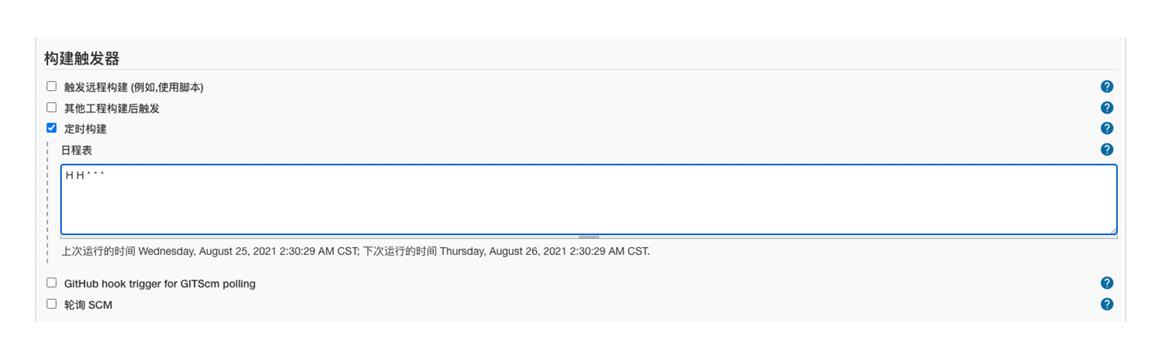 构建触发器
触发远程构建 (例如,使用脚本)
其他工程构建后触发
定时构建
日程表
H H * * *
上次运行的时间 Wednesday, August 25, 2021 2:30:29 AM CST; 下次运行的时间 Thursday, August 26, 2021 2:30:29 AM CST.
GitHub hook trigger for GITScm polling
轮询 SCM